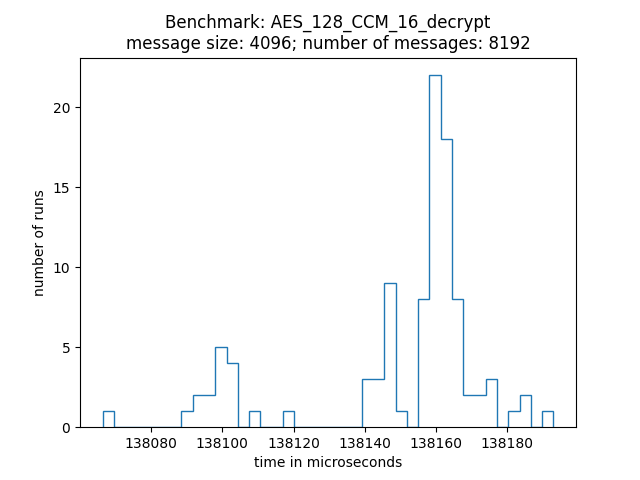 Benchmark: AES_128_CCM_16_decrypt
message size: 4096; number of messages: 8192
20
15
10
5
0
number of runs
138080 138100 138120 138140 138160 138180
time in microseconds